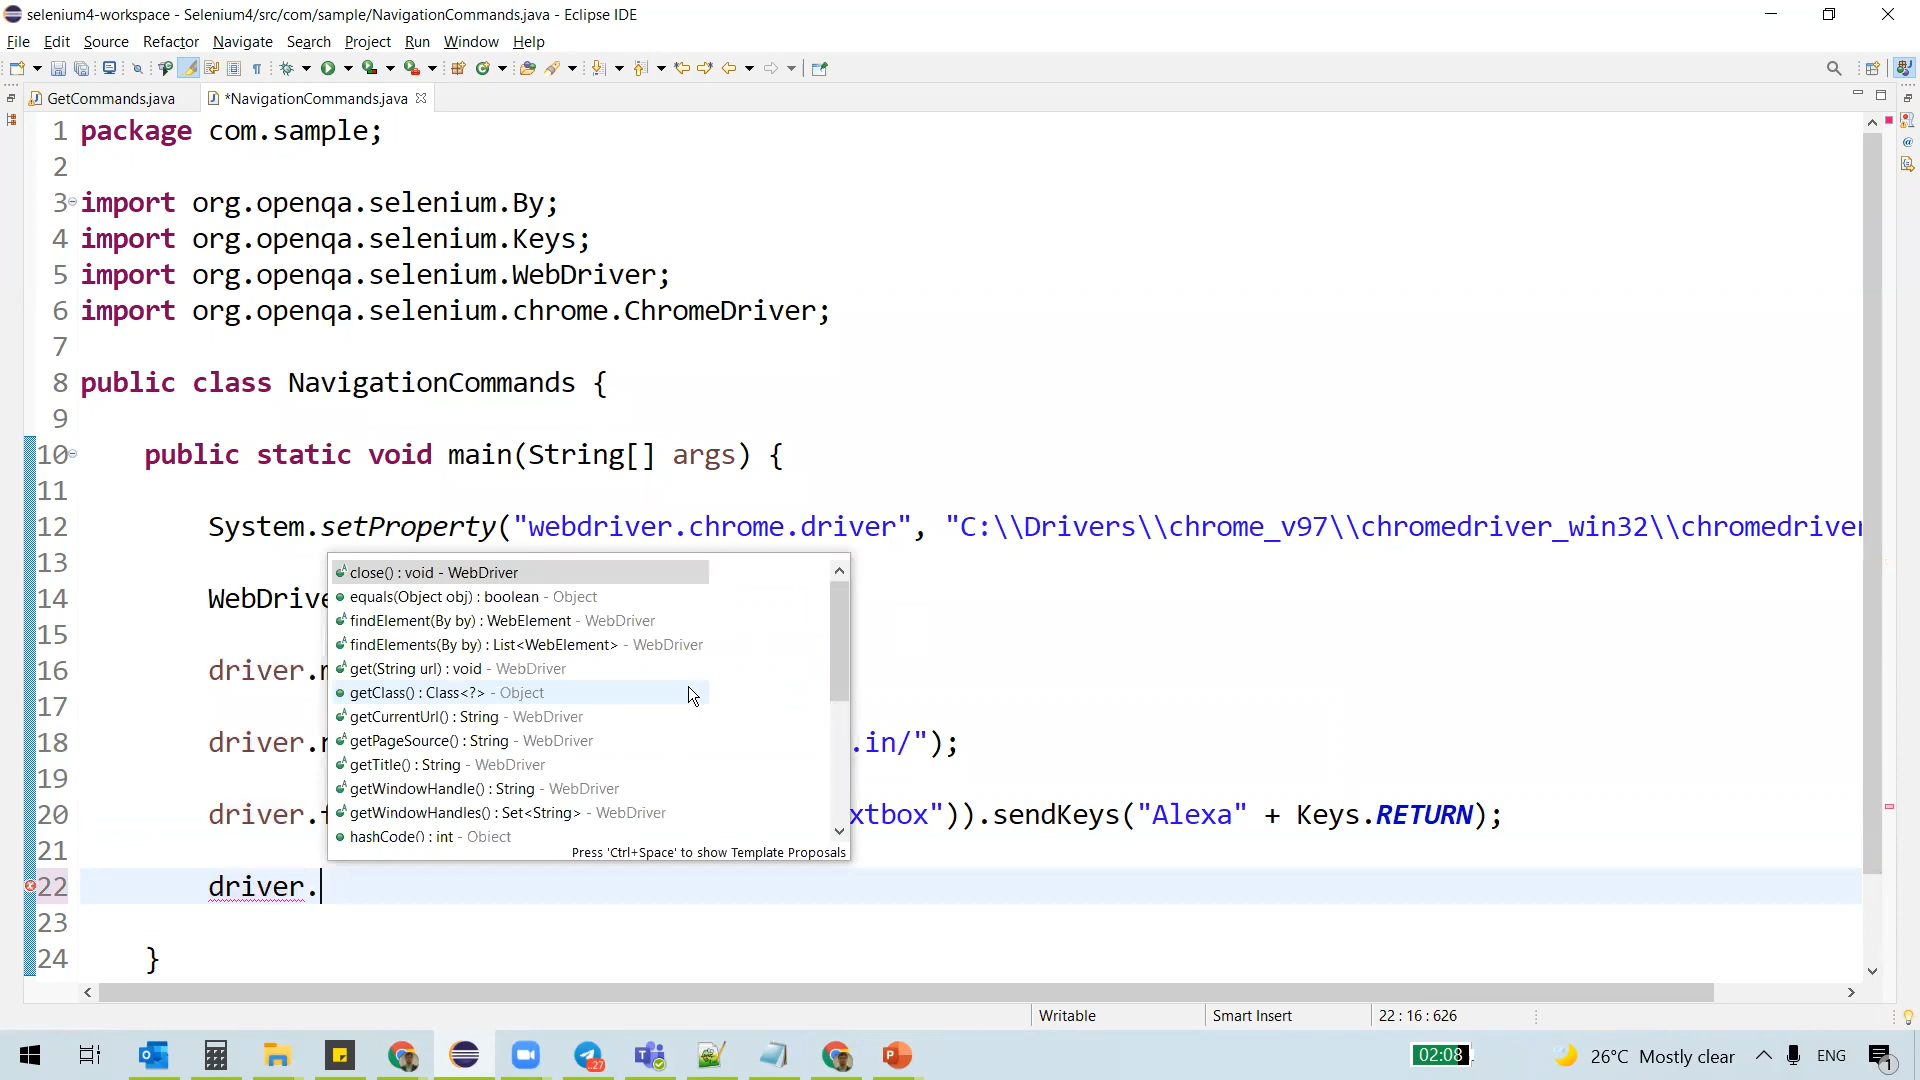 selenium4-workspace - Selenium4/src/com/sample/NavigationCommands.java - Eclipse IDE
File Edit Source Refactor Navigate Search Project Run Window Help
GetCommands.java *NavigationCommands.java
1 package com.sample;
2
3 import org.openqa.selenium.By;
4 import org.openqa.selenium.Keys;
5 import org.openqa.selenium.WebDriver;
6 import org.openqa.selenium.chrome.ChromeDriver;
7
8 public class NavigationCommands {
9
10 public static void main(String[] args) {
11
12 System.setProperty("webdriver.chrome.driver", "C:\\Drivers\\chrome_v97\\chromedriver_win32\\chromedriver
13
14 WebDrive
15
16 driver.
17
18 driver. .in/");
19
20 driver. xtbox")).sendKeys("Alexa" + Keys.RETURN);
21
22 driver.
23
24 }
close() : void - WebDriver
equals(Object obj) : boolean - Object
findElement(By by) : WebElement - WebDriver
findElements(By by) : List<WebElement> - WebDriver
get(String url) : void - WebDriver
getClass() : Class<?> - Object
getCurrentUrl() : String - WebDriver
getPageSource() : String - WebDriver
getTitle() : String - WebDriver
getWindowHandle() : String - WebDriver
getWindowHandles() : Set<String> - WebDriver
hashCode() : int - Object
Press 'Ctrl+Space' to show Template Proposals
Writable Smart Insert 22 : 16 : 626
27 02:08 26°C Mostly clear ENG 1